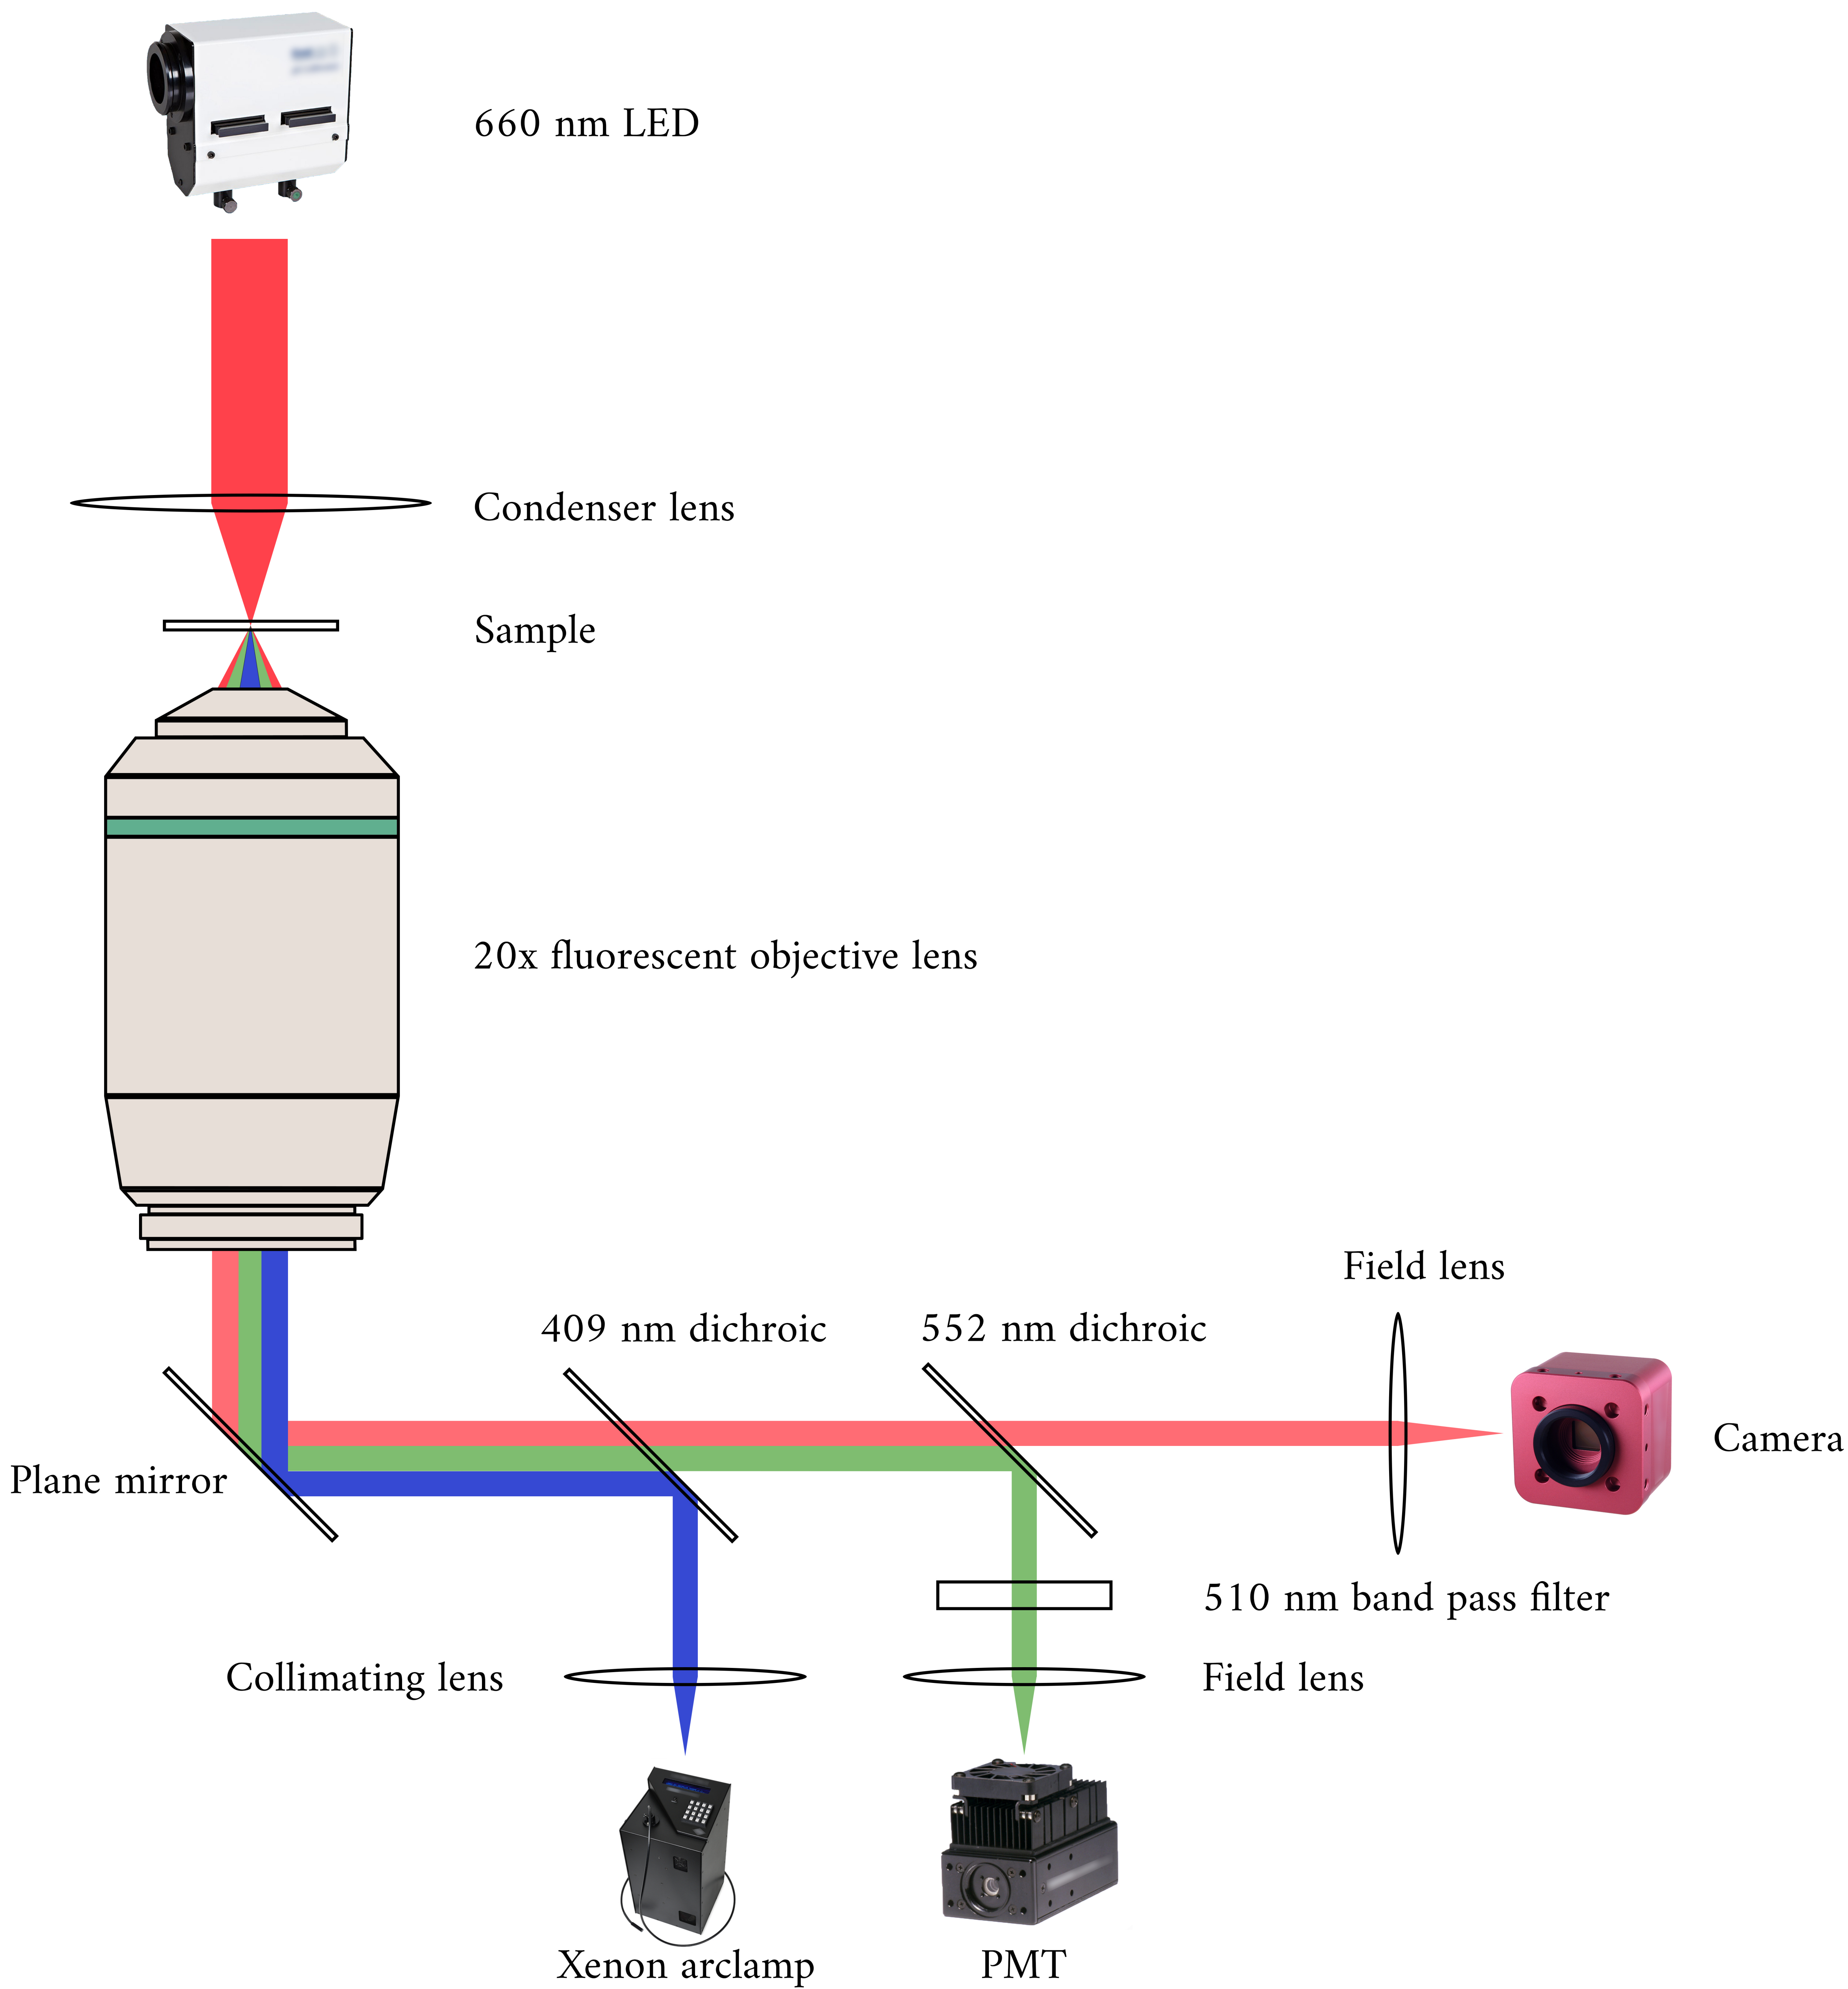 660 nm LED
Condenser lens
Sample
20x fluorescent objective lens
Field lens
409 nm dichroic
552 nm dichroic
Camera
Plane mirror
510 nm band pass filter
Collimating lens
Field lens
Xenon arclamp
PMT